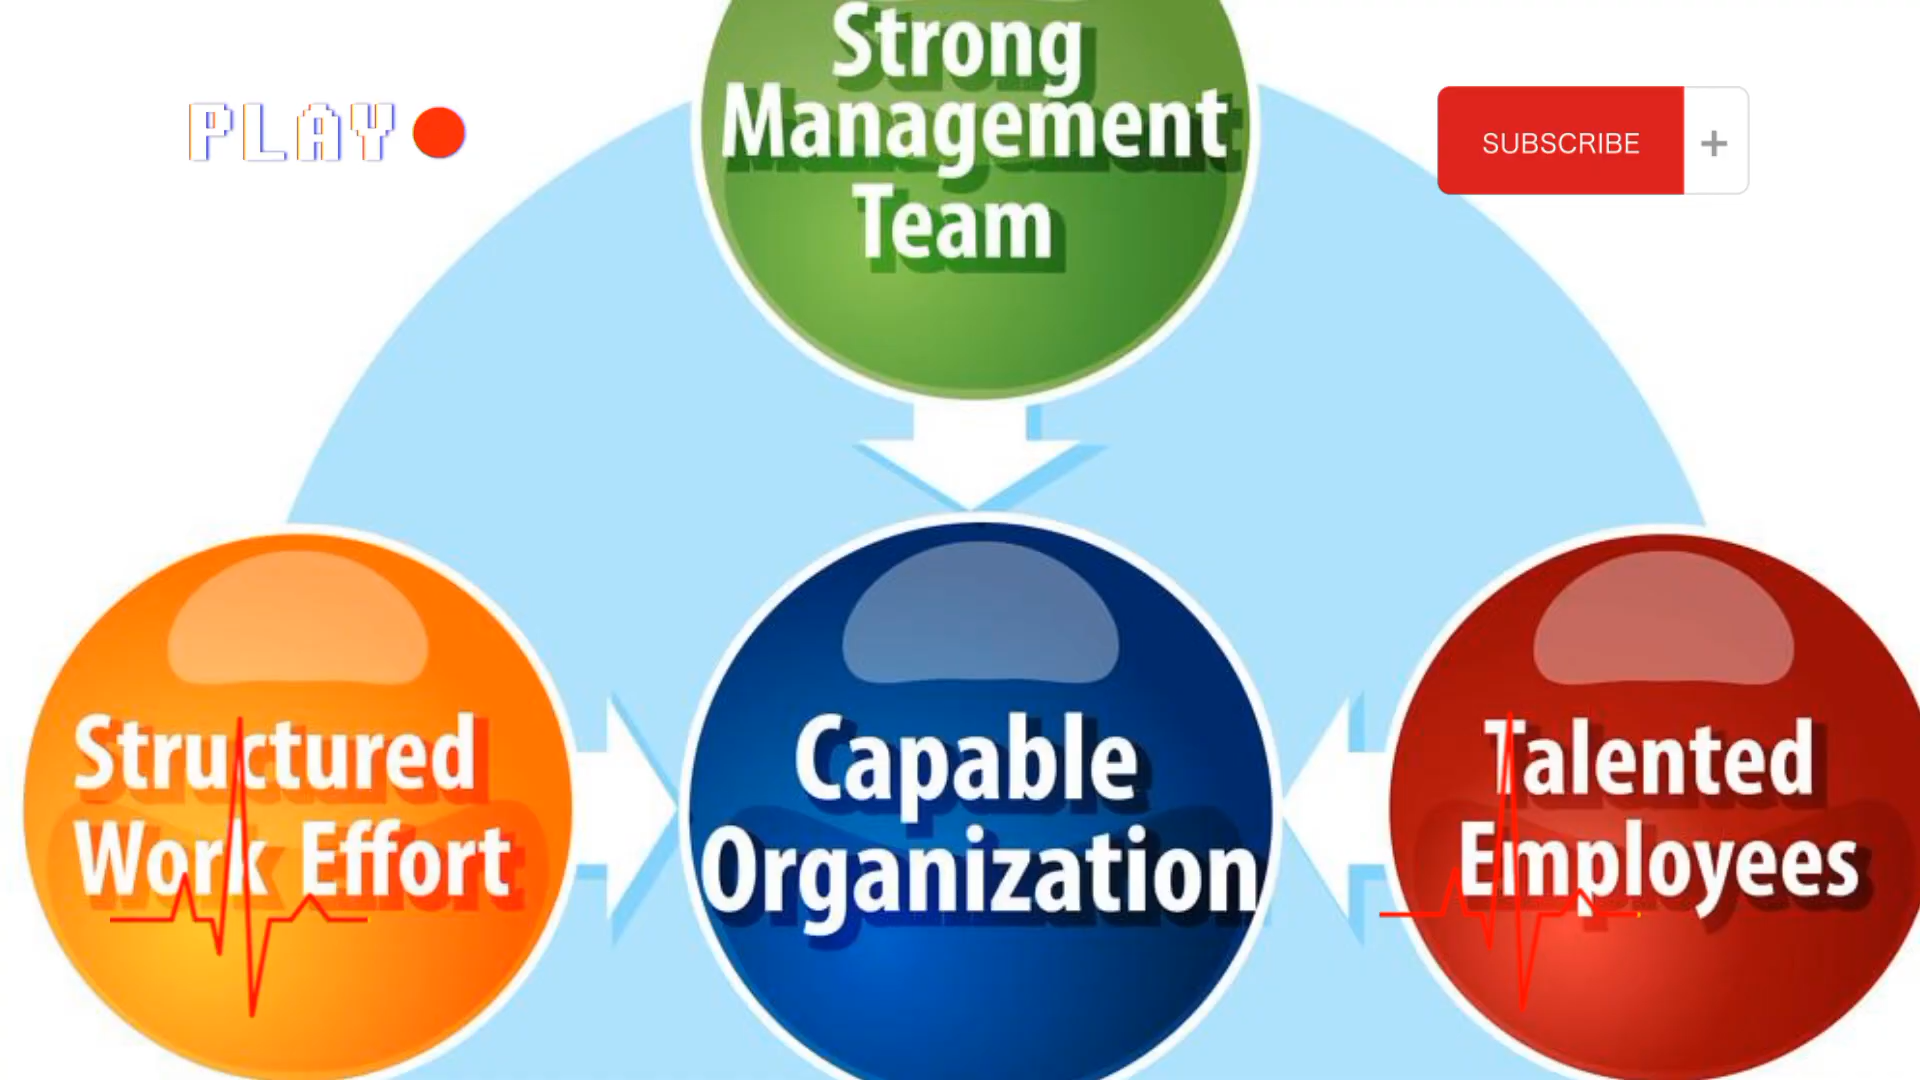 Strong
Management
Team
PLAY
SUBSCRIBE +
Structured
Work Effort
Capable
Organization
Talented
Employees